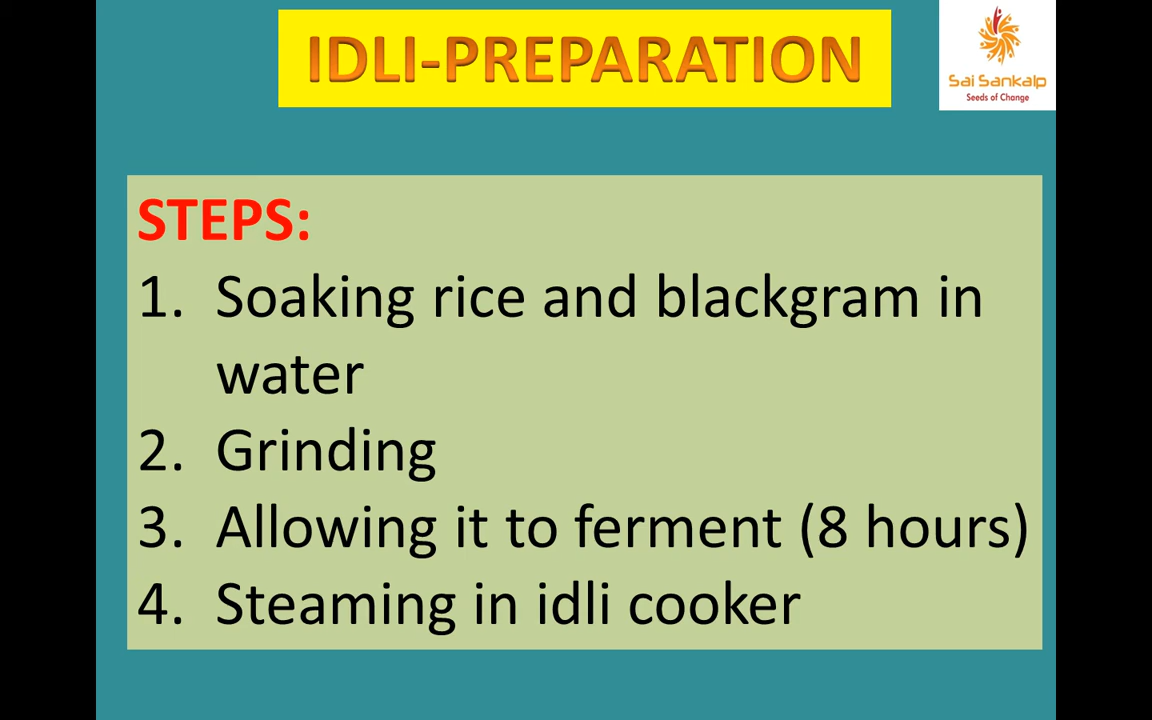 IDLI-PREPARATION
Sai Sankalp
Seeds of Change
STEPS:
1. Soaking rice and blackgram in
water
2. Grinding
3. Allowing it to ferment (8 hours)
4. Steaming in idli cooker